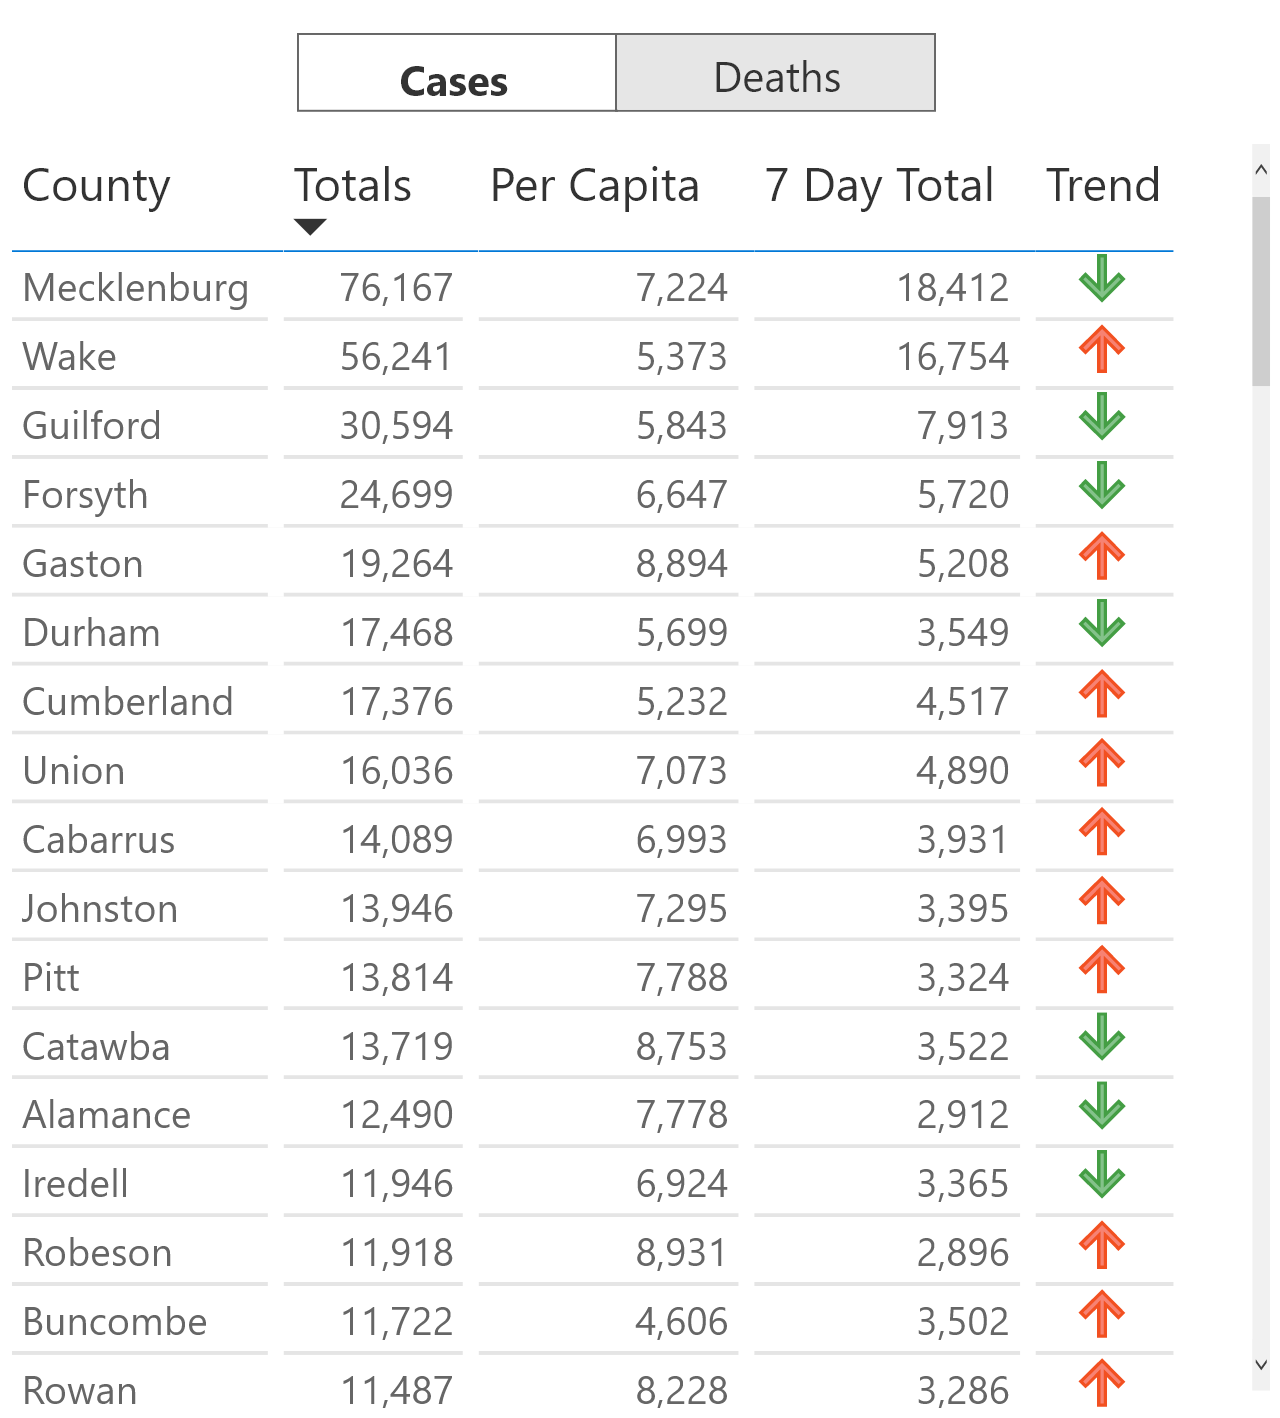 Cases Deaths
County Totals Per Capita 7 Day Total Trend
Mecklenburg 76,167 7,224 18,412
Wake 56,241 5,373 16,754
Guilford 30,594 5,843 7,913
Forsyth 24,699 6,647 5,720
Gaston 19,264 8,894 5,208
Durham 17,468 5,699 3,549
Cumberland 17,376 5,232 4,517
Union 16,036 7,073 4,890
Cabarrus 14,089 6,993 3,931
Johnston 13,946 7,295 3,395
Pitt 13,814 7,788 3,324
Catawba 13,719 8,753 3,522
Alamance 12,490 7,778 2,912
Iredell 11,946 6,924 3,365
Robeson 11,918 8,931 2,896
Buncombe 11,722 4,606 3,502
Rowan 11,487 8,228 3,286